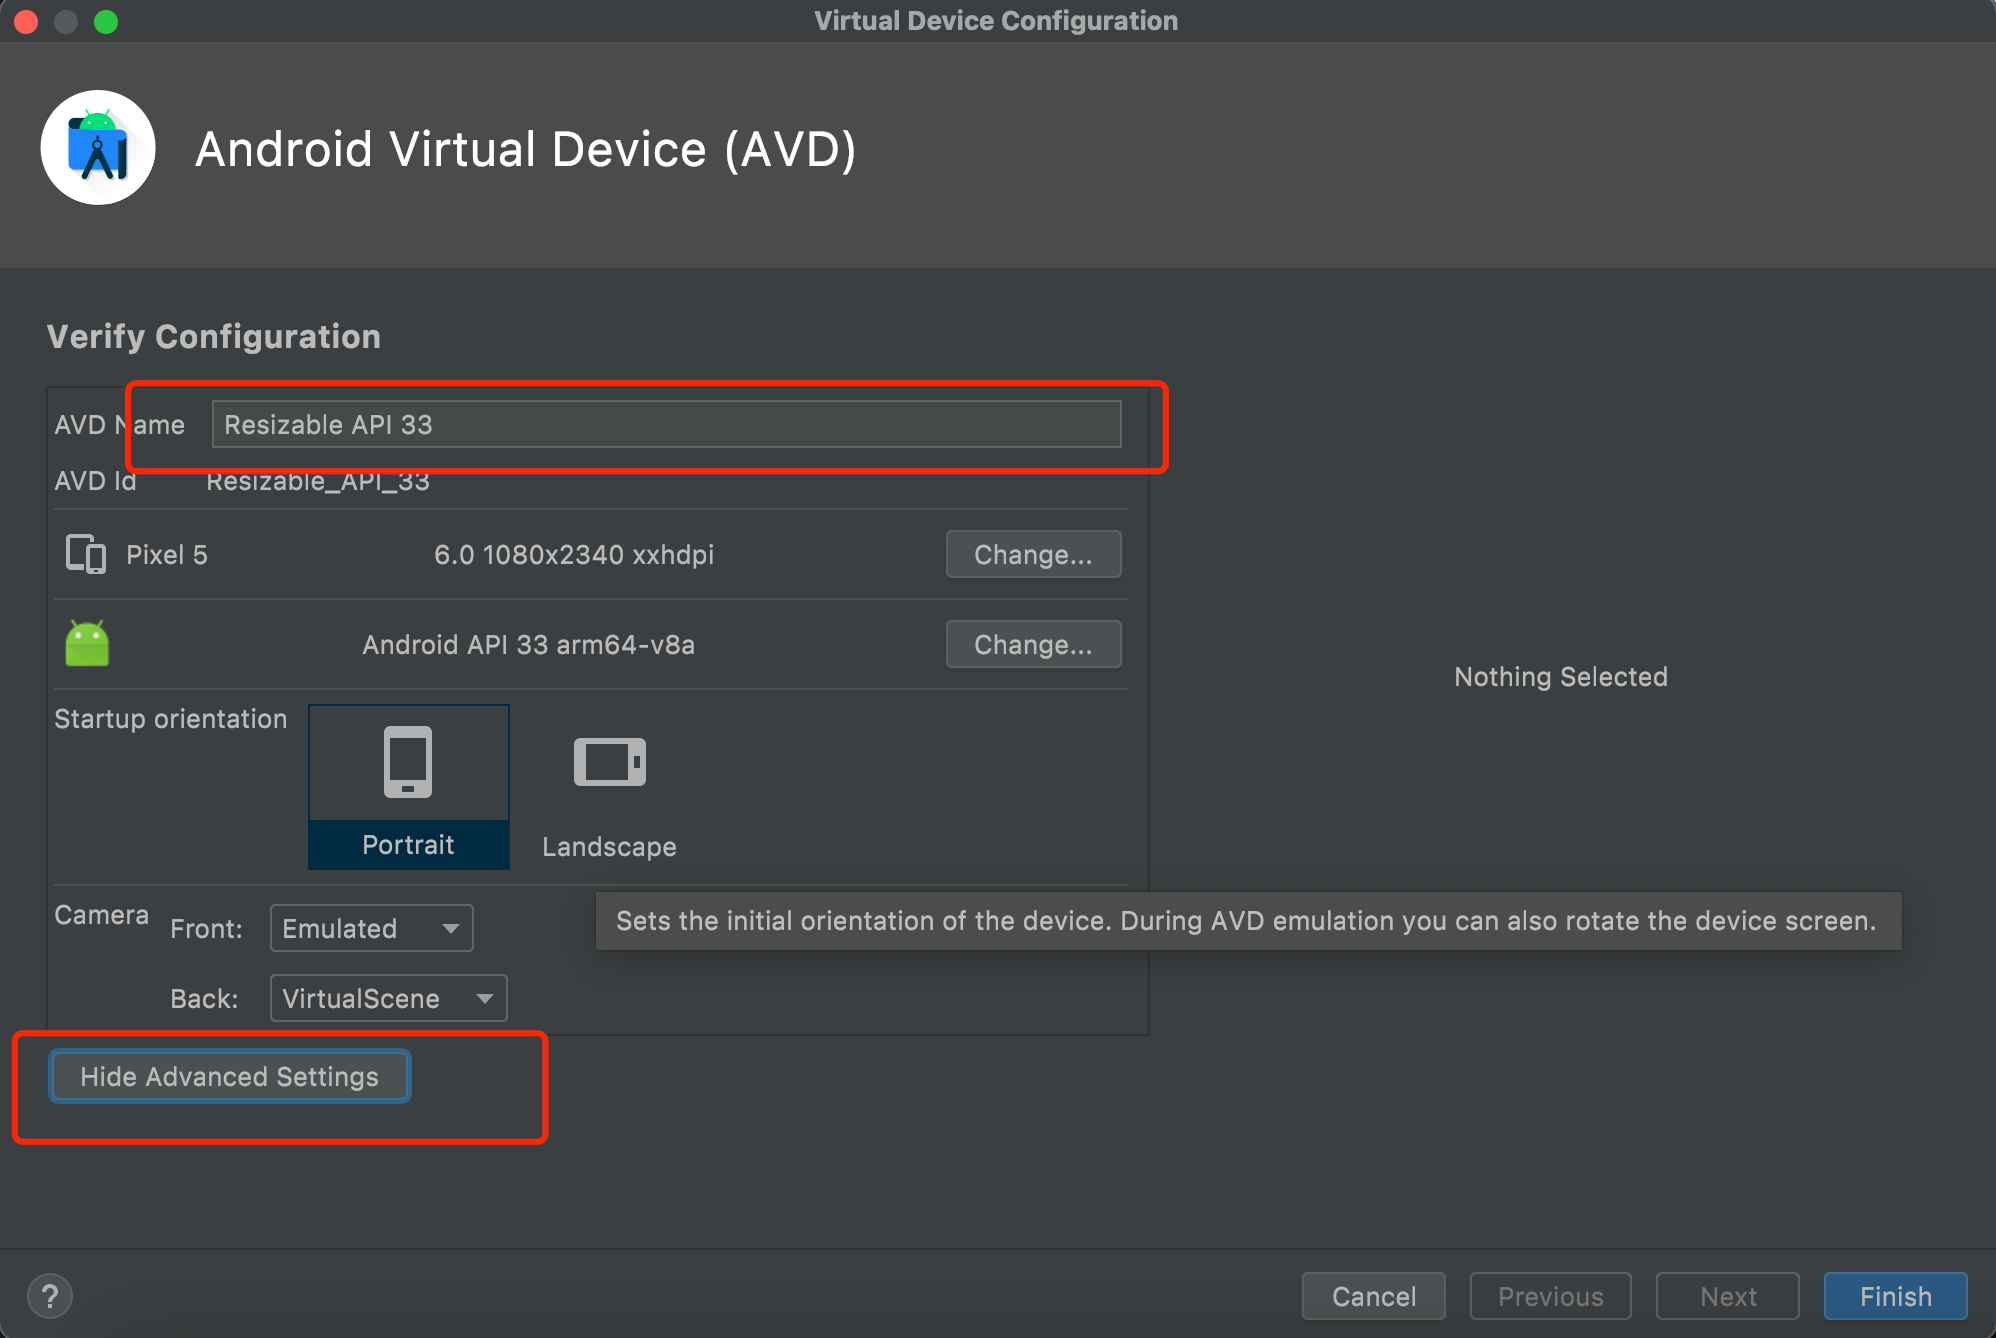 Virtual Device Configuration
Android Virtual Device (AVD)
Verify Configuration
AVD Name Resizable API 33
AVD Id Resizable_API_33
Pixel 5 6.0 1080x2340 xxhdpi Change...
Android API 33 arm64-v8a Change...
Nothing Selected
Startup orientation
Portrait Landscape
Camera Front: Emulated
Sets the initial orientation of the device. During AVD emulation you can also rotate the device screen.
Back: VirtualScene
Hide Advanced Settings
? Cancel Previous Next Finish